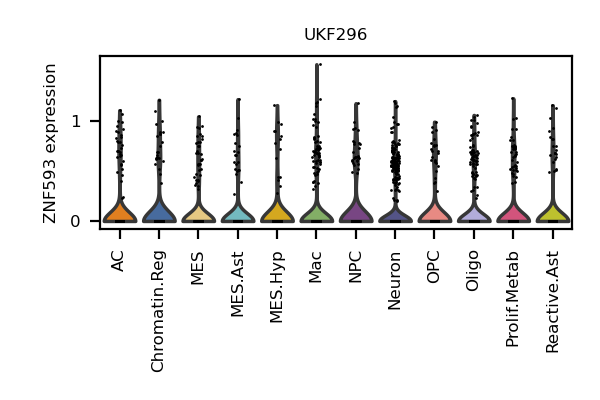 UKF296
ZNF593 expression
1
0
AC
Chromatin.Reg
MES
MES.Ast
MES.Hyp
Mac
NPC
Neuron
OPC
Oligo
Prolif.Metab
Reactive.Ast